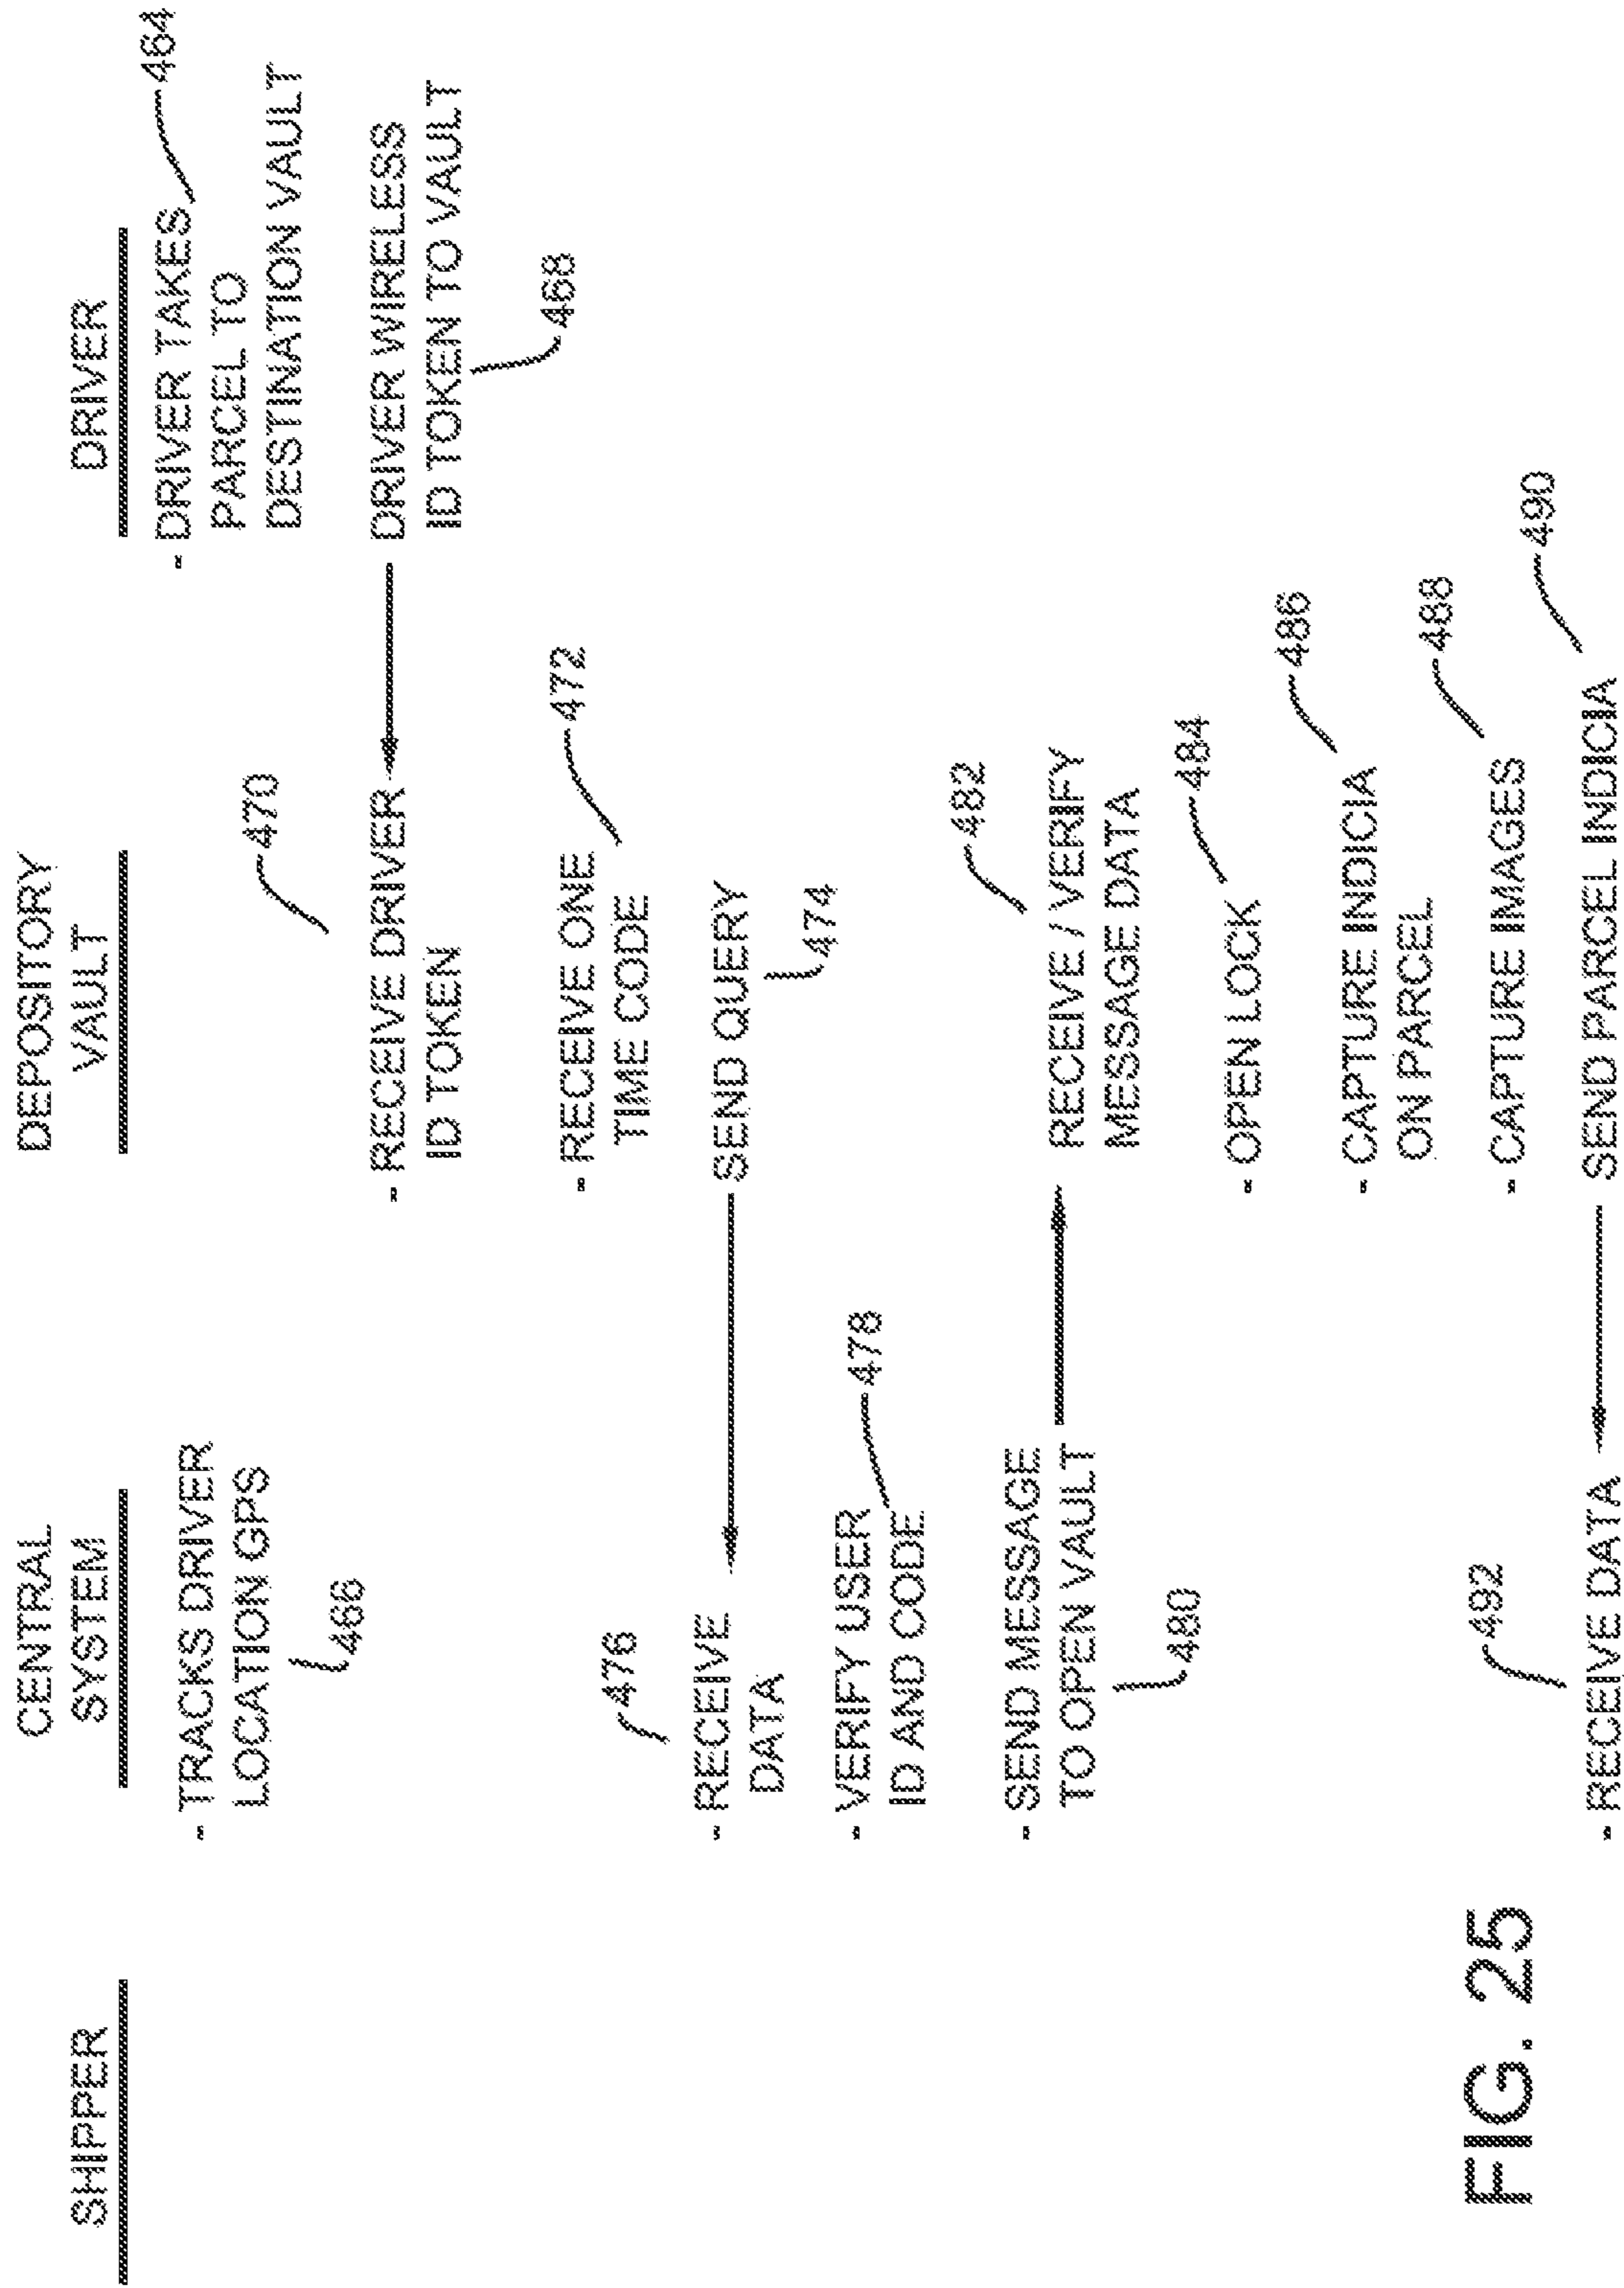 SHIPPER
CENTRAL
SYSTEM
DEPOSITORY
VAULT
DRIVER
- TRACKS DRIVER
LOCATION GPS
466
- DRIVER TAKES
PARCEL TO
DESTINATION VAULT
464
470
- RECEIVE DRIVER
ID TOKEN
DRIVER WIRELESS
ID TOKEN TO VAULT
468
- RECEIVE ONE
TIME CODE
472
476
- RECEIVE
DATA
SEND QUERY
474
- VERIFY USER
ID AND CODE
478
- SEND MESSAGE
TO OPEN VAULT
480
RECEIVE / VERIFY
MESSAGE DATA
482
- OPEN LOCK
484
- CAPTURE INDICIA
ON PARCEL
486
- CAPTURE IMAGES
488
492
- RECEIVE DATA
SEND PARCEL INDICIA
490
FIG. 25